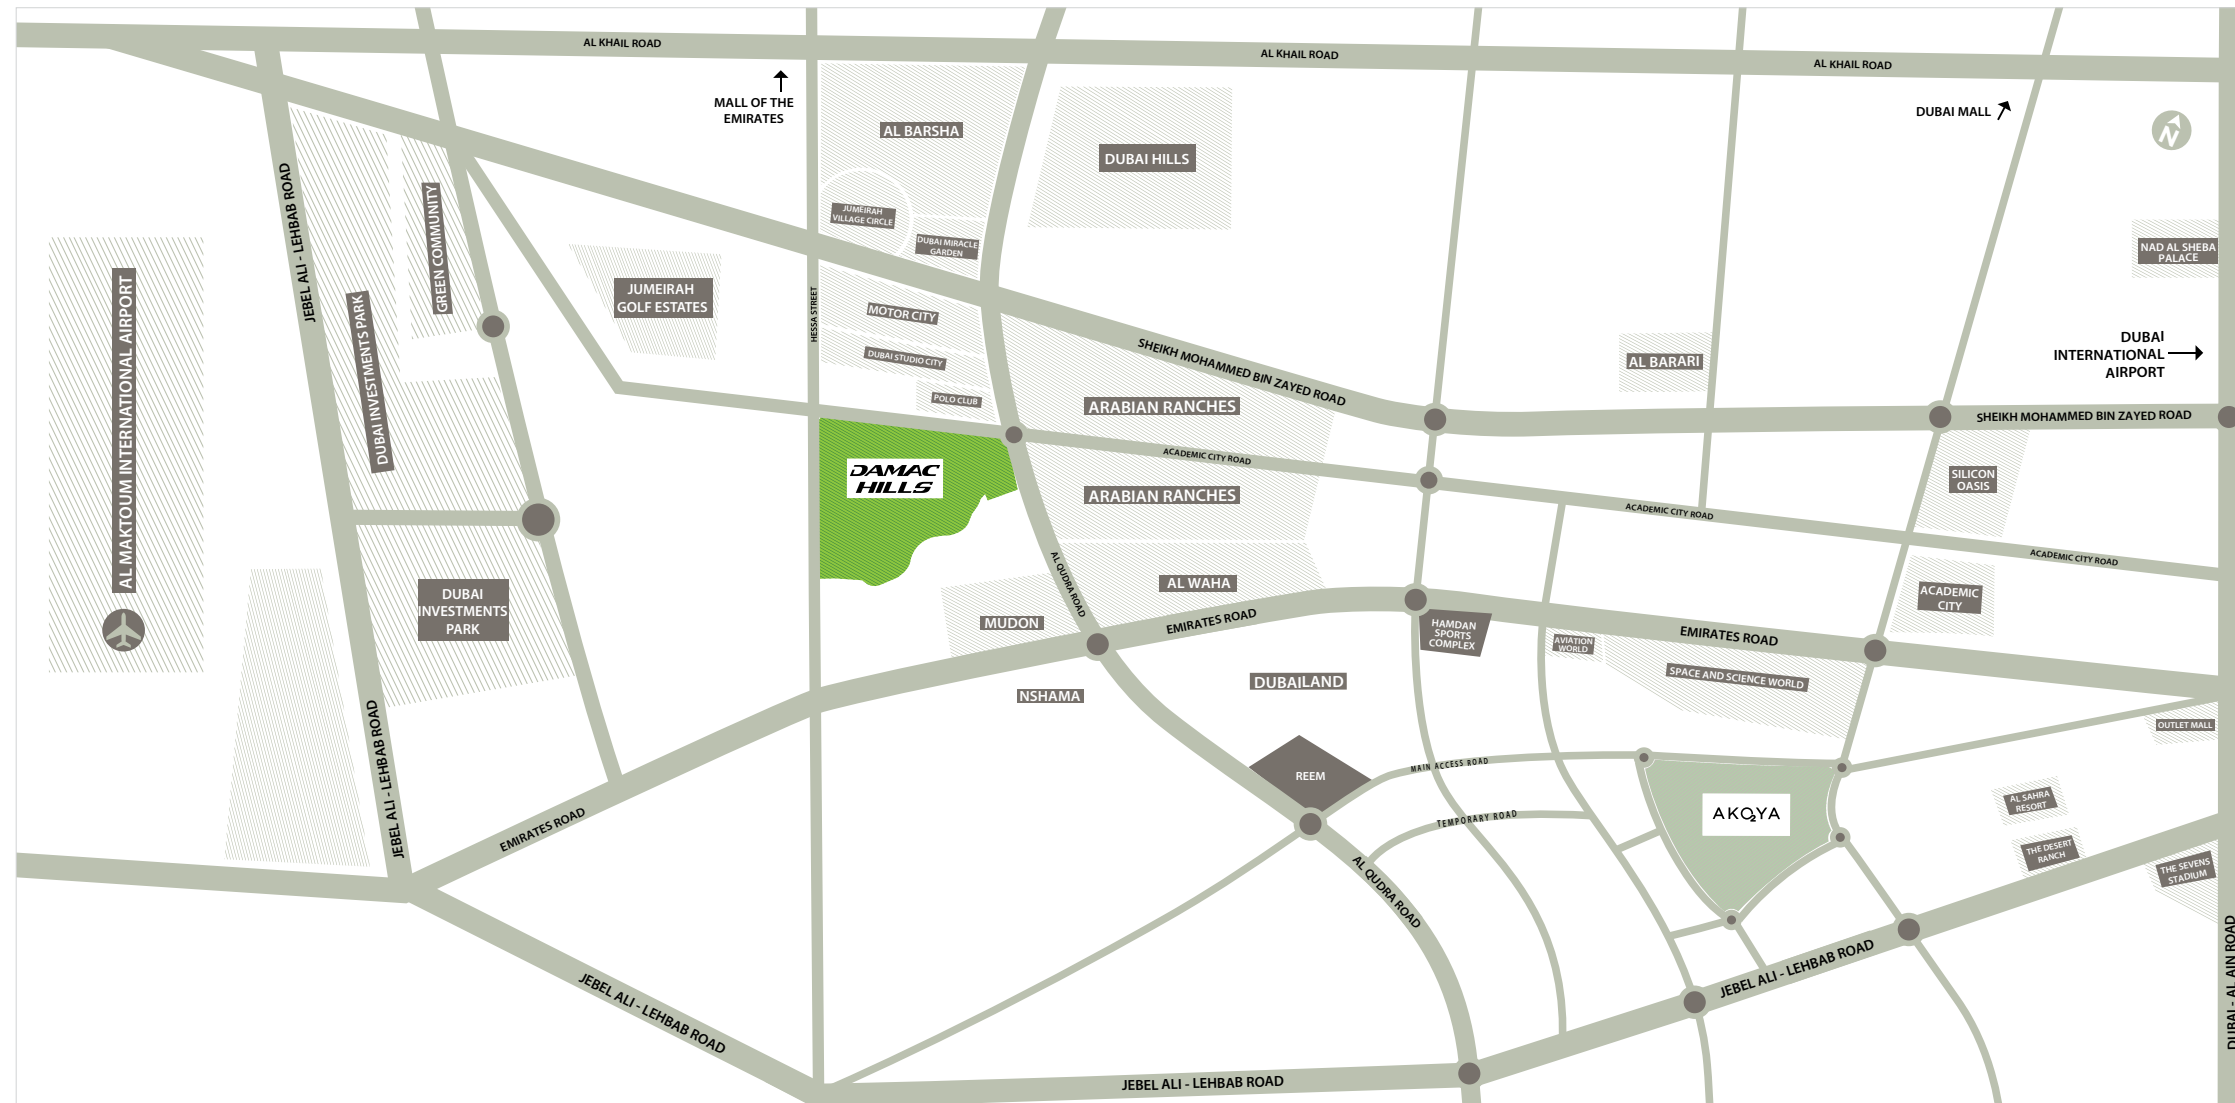 AL KHAIL ROAD
AL KHAIL ROAD
AL KHAIL ROAD
MALL OF THE
EMIRATES
DUBAI MALL
N
AL BARSHA
DUBAI HILLS
JUMEIRAH
VILLAGE CIRCLE
DUBAI MIRACLE
GARDEN
JEBEL ALI - LEHBAB ROAD
GREEN COMMUNITY
DUBAI INVESTMENTS PARK
AL MAKTOUM INTERNATIONAL AIRPORT
JUMEIRAH
GOLF ESTATES
HESSA STREET
MOTOR CITY
DUBAI STUDIO CITY
POLO CLUB
NAD AL SHEBA
PALACE
DUBAI
INTERNATIONAL
AIRPORT
AL BARARI
SHEIKH MOHAMMED BIN ZAYED ROAD
SHEIKH MOHAMMED BIN ZAYED ROAD
ARABIAN RANCHES
ACADEMIC CITY ROAD
ARABIAN RANCHES
DAMAC
HILLS
SILICON
OASIS
ACADEMIC CITY ROAD
ACADEMIC CITY ROAD
AL QUDRA ROAD
AL WAHA
MUDON
EMIRATES ROAD
DUBAI
INVESTMENTS
PARK
HAMDAN
SPORTS
COMPLEX
AVIATION
WORLD
EMIRATES ROAD
ACADEMIC
CITY
SPACE AND SCIENCE WORLD
DUBAILAND
NSHAMA
OUTLET MALL
REEM
MAIN ACCESS ROAD
TEMPORARY ROAD
AKO2YA
AL SAHRA
RESORT
THE DESERT
RANCH
THE SEVENS
STADIUM
JEBEL ALI - LEHBAB ROAD
EMIRATES ROAD
AL QUDRA ROAD
JEBEL ALI - LEHBAB ROAD
JEBEL ALI - LEHBAB ROAD
JEBEL ALI - LEHBAB ROAD
DUBAI - AL AIN ROAD